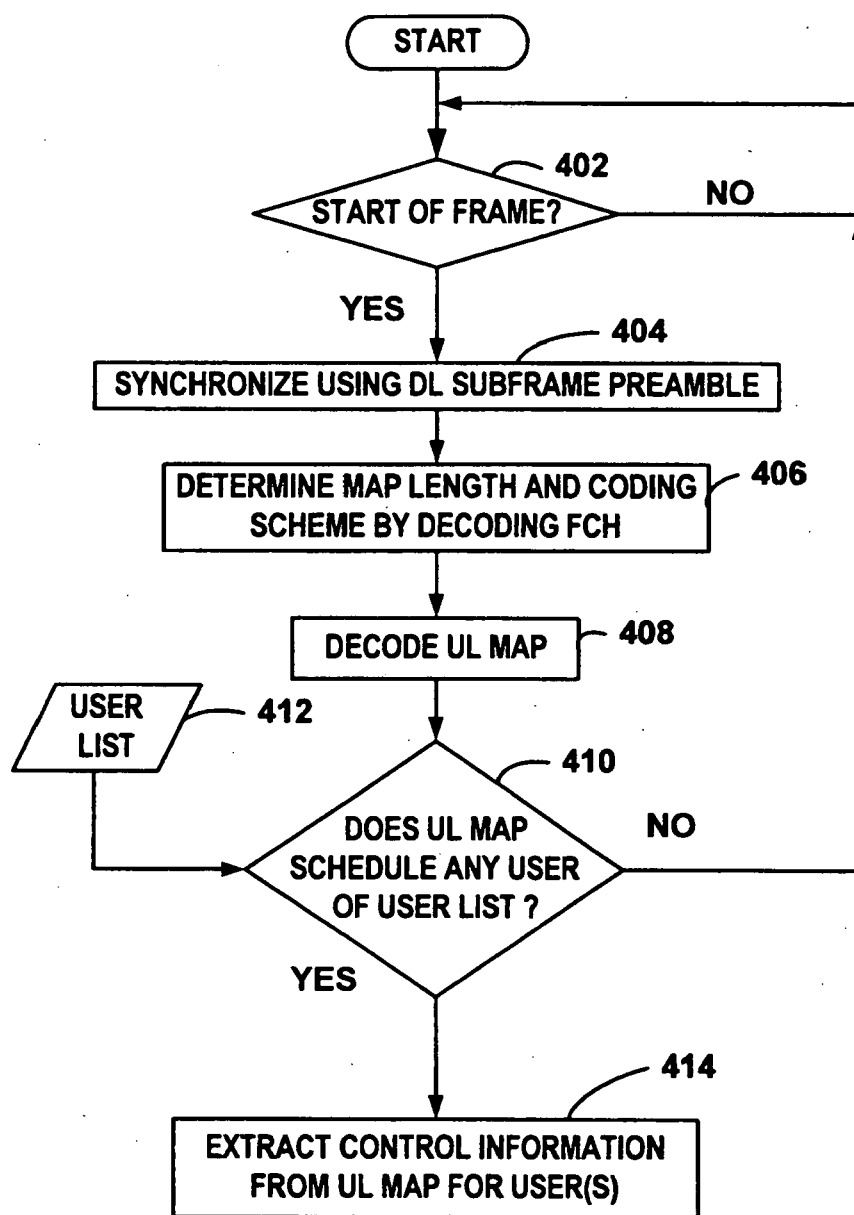 START
402
START OF FRAME?
NO
YES
404
SYNCHRONIZE USING DL SUBFRAME PREAMBLE
DETERMINE MAP LENGTH AND CODING
SCHEME BY DECODING FCH
406
DECODE UL MAP
408
USER
LIST
412
410
DOES UL MAP
SCHEDULE ANY USER
OF USER LIST ?
NO
YES
414
EXTRACT CONTROL INFORMATION
FROM UL MAP FOR USER(S)